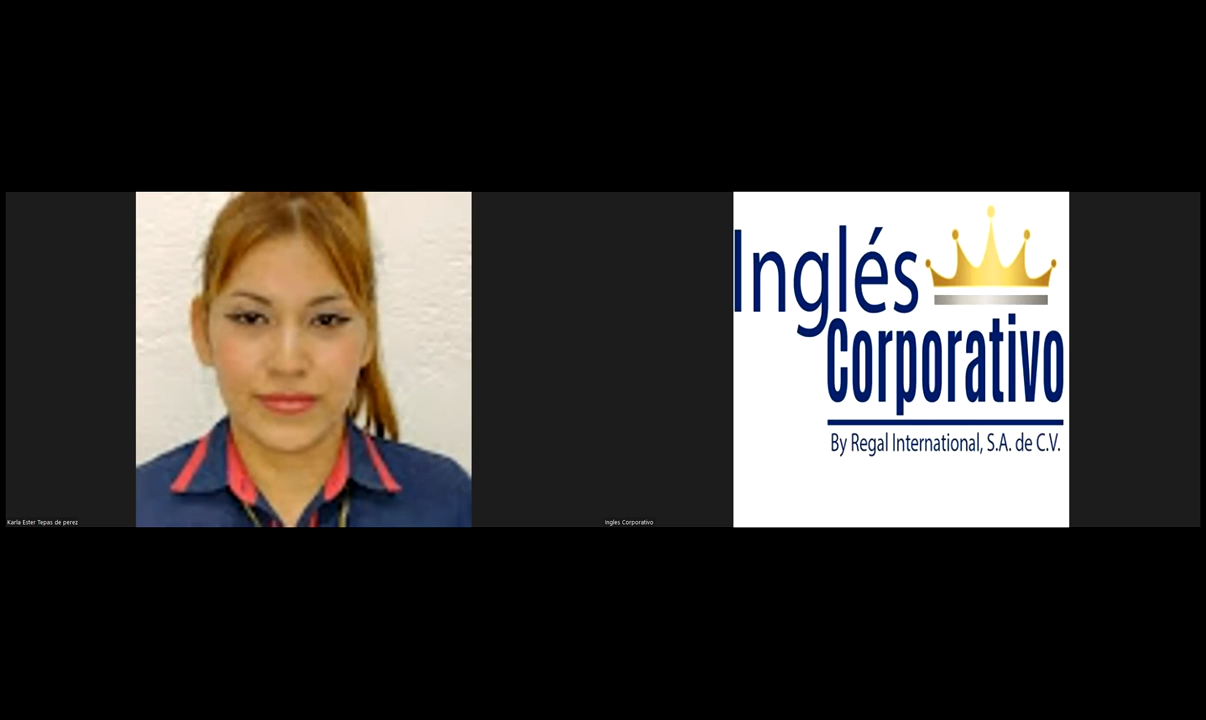 Inglés
Corporativo
By Regal International, S.A. de C.V.
Karla Ester Tepas de perez
Ingles Corporativo